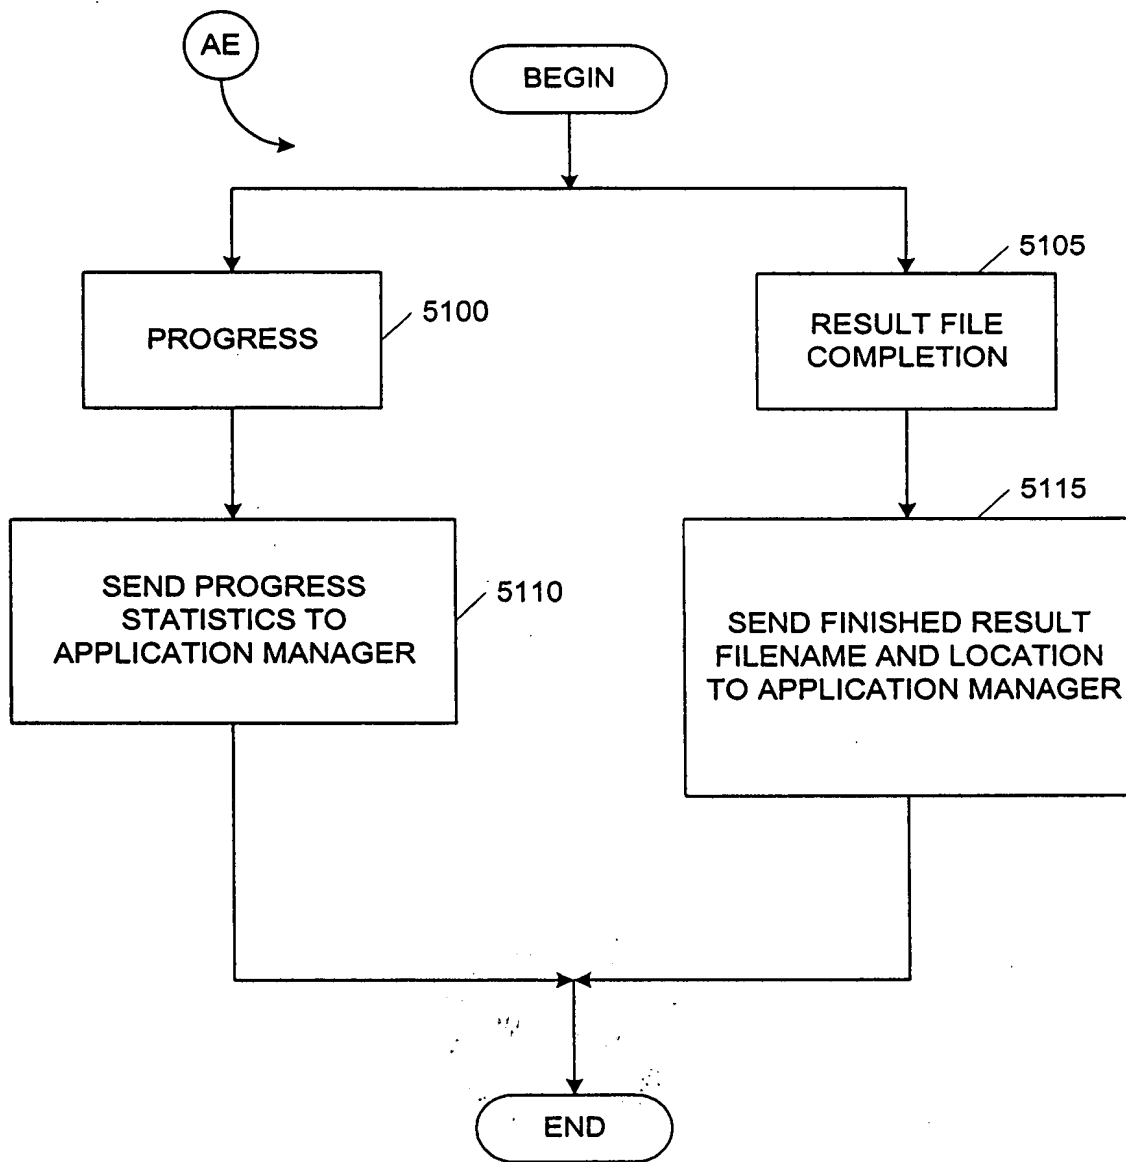 AE
BEGIN
5105
5100
PROGRESS
RESULT FILE
COMPLETION
5115
5110
SEND PROGRESS
STATISTICS TO
APPLICATION MANAGER
SEND FINISHED RESULT
FILENAME AND LOCATION
TO APPLICATION MANAGER
END